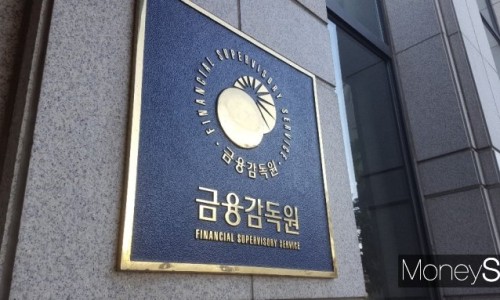 FINANCIAL SUPERVISORY SERVICE
· 금융감독원 ·
금융감독원
FINANCIAL SUPERVISORY SERVICE
MoneyS